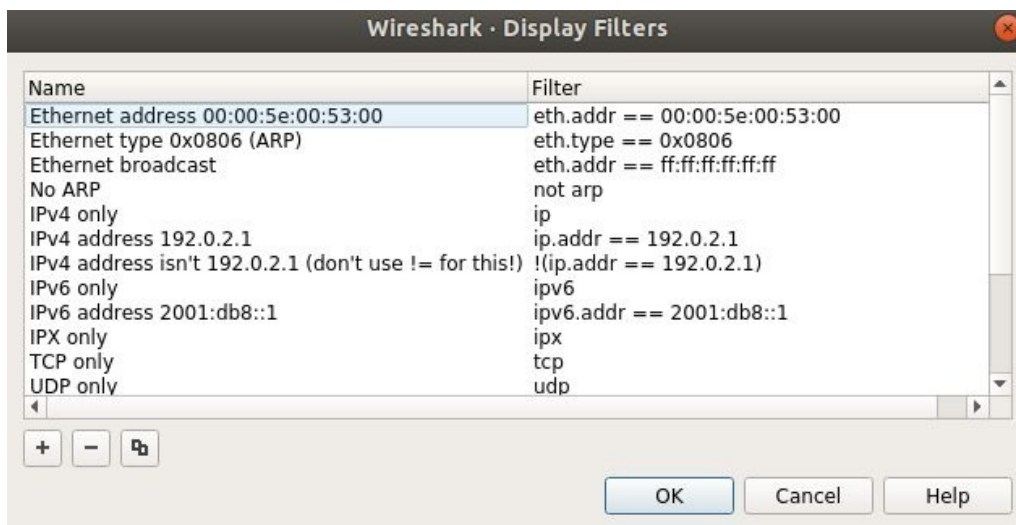 Wireshark · Display Filters
Name Filter
Ethernet address 00:00:5e:00:53:00 eth.addr == 00:00:5e:00:53:00
Ethernet type 0x0806 (ARP) eth.type == 0x0806
Ethernet broadcast eth.addr == ff:ff:ff:ff:ff:ff
No ARP not arp
IPv4 only ip
IPv4 address 192.0.2.1 ip.addr == 192.0.2.1
IPv4 address isn't 192.0.2.1 (don't use != for this!) !(ip.addr == 192.0.2.1)
IPv6 only ipv6
IPv6 address 2001:db8::1 ipv6.addr == 2001:db8::1
IPX only ipx
TCP only tcp
UDP only udp
OK Cancel Help